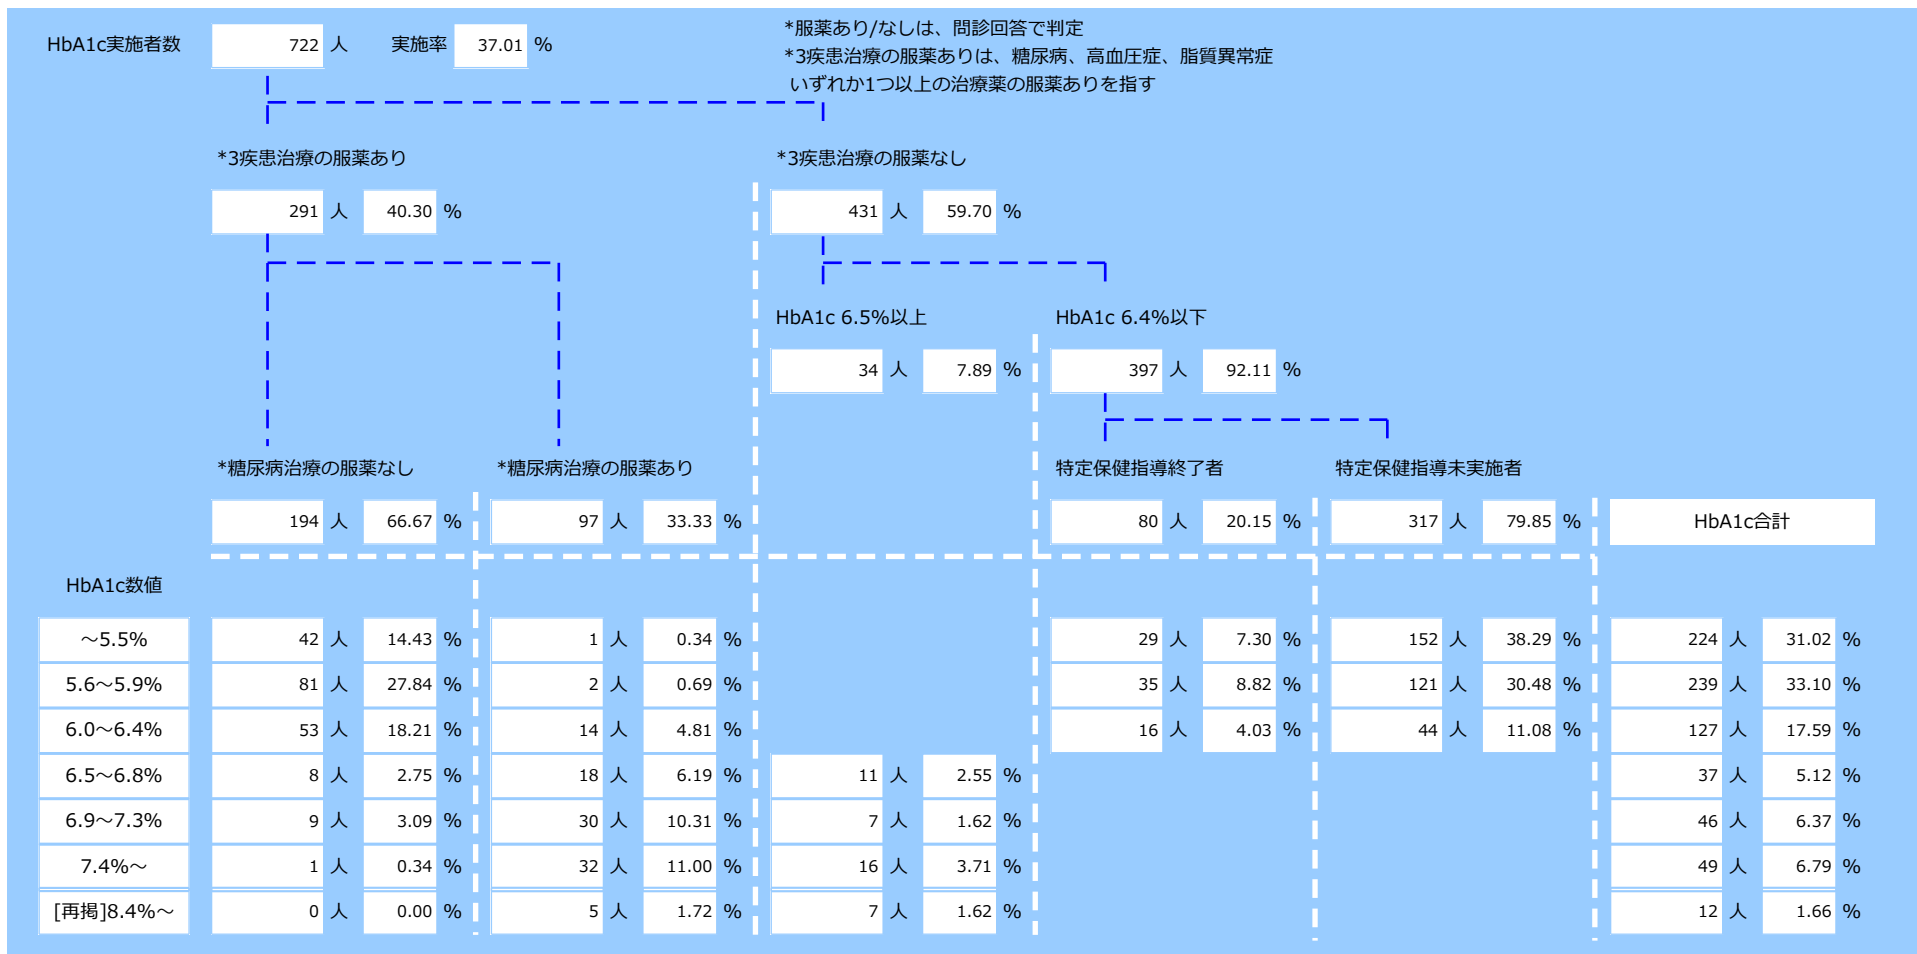 HbA1c実施者数 722 人 実施率 37.01 %
*服薬あり/なしは、問診回答で判定
*3疾患治療の服薬ありは、糖尿病、高血圧症、脂質異常症
いずれか1つ以上の治療薬の服薬ありを指す
*3疾患治療の服薬あり *3疾患治療の服薬なし
291 人 40.30 % 431 人 59.70 %
HbA1c 6.5%以上 HbA1c 6.4%以下
34 人 7.89 % 397 人 92.11 %
*糖尿病治療の服薬なし *糖尿病治療の服薬あり 特定保健指導終了者 特定保健指導未実施者
194 人 66.67 % 97 人 33.33 % 80 人 20.15 % 317 人 79.85 % HbA1c合計
HbA1c数値
～5.5% 42 人 14.43 % 1 人 0.34 % 29 人 7.30 % 152 人 38.29 % 224 人 31.02 %
5.6～5.9% 81 人 27.84 % 2 人 0.69 % 35 人 8.82 % 121 人 30.48 % 239 人 33.10 %
6.0～6.4% 53 人 18.21 % 14 人 4.81 % 16 人 4.03 % 44 人 11.08 % 127 人 17.59 %
6.5～6.8% 8 人 2.75 % 18 人 6.19 % 11 人 2.55 % 37 人 5.12 %
6.9～7.3% 9 人 3.09 % 30 人 10.31 % 7 人 1.62 % 46 人 6.37 %
7.4%～ 1 人 0.34 % 32 人 11.00 % 16 人 3.71 % 49 人 6.79 %
[再掲]8.4%～ 0 人 0.00 % 5 人 1.72 % 7 人 1.62 % 12 人 1.66 %